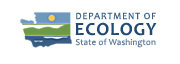 DEPARTMENT OF
ECOLOGY
State of Washington